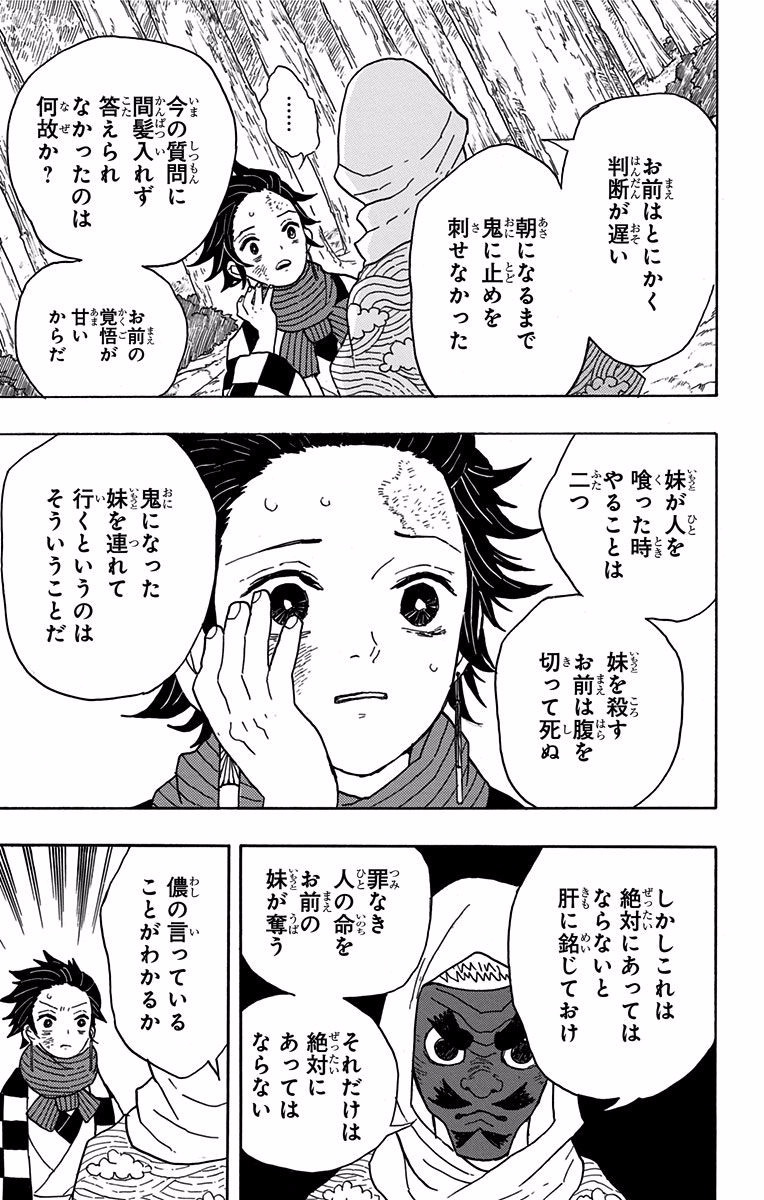 お前はとにかく
判断が遅い
朝になるまで
鬼に止めを
刺せなかった
……
今の質問に
間髪入れず
答えられ
なかったのは
何故か？
お前の
覚悟が
甘い
からだ
妹が人を
喰った時
やることは
二つ
妹を殺す
お前は腹を
切って死ぬ
鬼になった
妹を連れて
行くというのは
そういうことだ
しかしこれは
絶対にあっては
ならないと
肝に銘じておけ
罪なき
人の命を
お前の
妹が奪う
それだけは
絶対に
あっては
ならない
儂の言っている
ことがわかるか